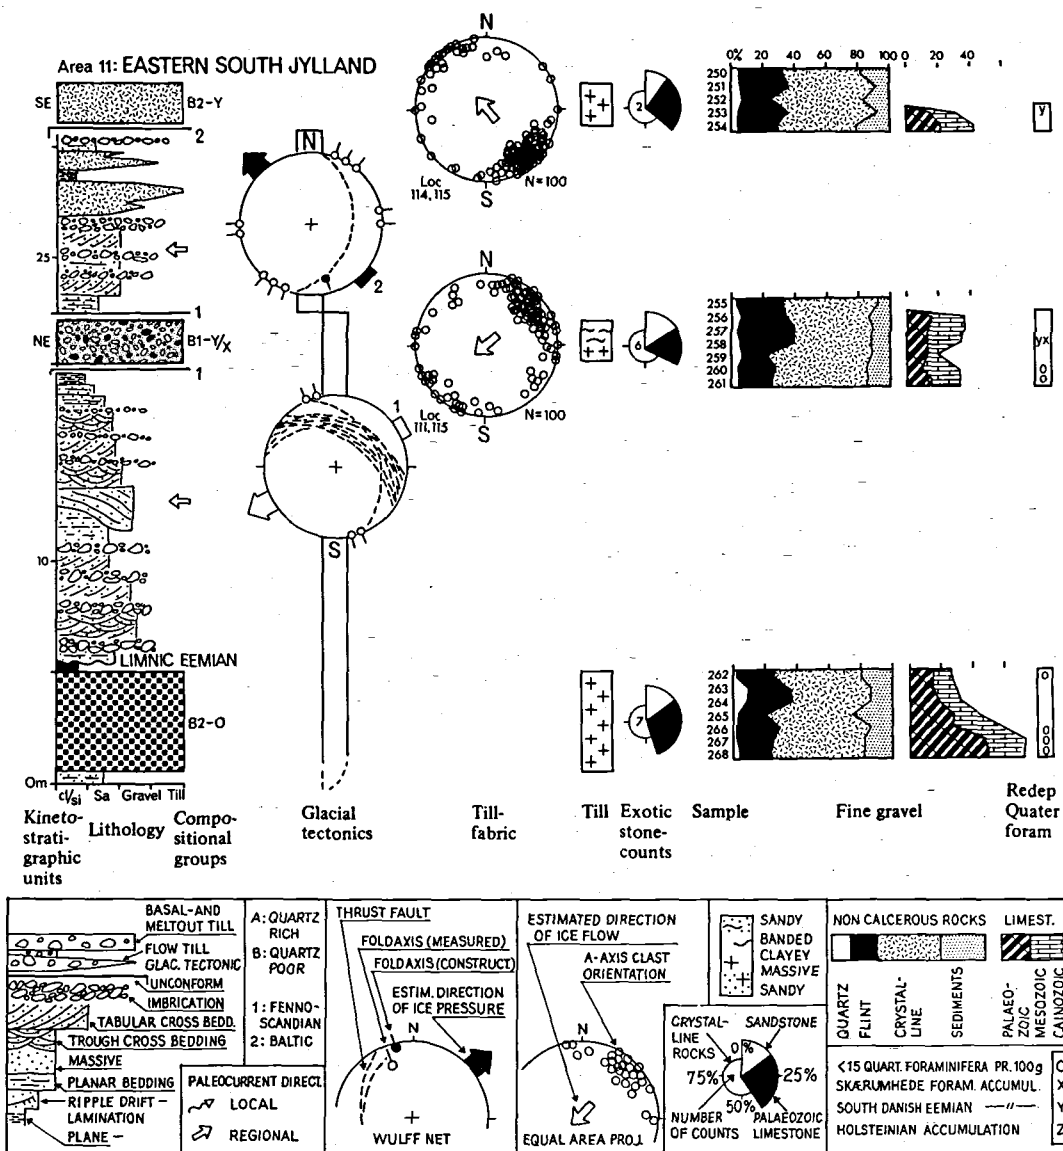 Area 11: EASTERN SOUTH JYLLAND
SE
B2-Y
2
25
1
NE
B1-Y/X
1
10
LIMNIC EEMIAN
B2-O
0m
cl/si Sa Gravel Till
N
2
1
S
N
S
Loc
114, 115
N=100
N
S
Loc
111, 115
N=100
2
6
7
0% 20 40 60 80 100 0 20 40
250
251
252
253
254
y
255
256
257
258
259
260
261
yx
o
o
262
263
264
265
266
267
268
o
o
o
o
Kineto-
strati-
graphic
units
Lithology
Compo-
sitional
groups
Glacial
tectonics
Till-
fabric
Till
Exotic
stone-
counts
Sample
Fine gravel
Redep
Quater
foram
BASAL-AND
MELTOUT TILL
FLOW TILL
GLAC. TECTONIC
UNCONFORM
IMBRICATION
TABULAR CROSS BEDD.
TROUGH CROSS BEDDING
MASSIVE
PLANAR BEDDING
RIPPLE DRIFT-
LAMINATION
PLANE —
A: QUARTZ
RICH
B: QUARTZ
POOR
1: FENNO-
SCANDIAN
2: BALTIC
PALEOCURRENT DIRECT.
LOCAL
REGIONAL
THRUST FAULT
FOLDAXIS (MEASURED)
FOLDAXIS (CONSTRUCT.)
ESTIM. DIRECTION
OF ICE PRESSURE
N
WULFF NET
ESTIMATED DIRECTION
OF ICE FLOW
A-AXIS CLAST
ORIENTATION
N
EQUAL AREA PROJ.
SANDY
BANDED
CLAYEY
MASSIVE
SANDY
CRYSTAL-
LINE
ROCKS
SANDSTONE
0 %
75%
25%
50%
NUMBER
OF COUNTS
PALAEOZOIC
LIMESTONE
NON CALCEROUS ROCKS LIMEST.
QUARTZ
FLINT
CRYSTAL-
LINE
SEDIMENTS
PALAEO-
ZOIC
MESOZOIC
CAINOZOIC
<15 QUART. FORAMINIFERA PR. 100g
SKÆRUMHEDE FORAM. ACCUMUL. X
SOUTH DANISH EEMIAN —"— Y
HOLSTEINIAN ACCUMULATION Z